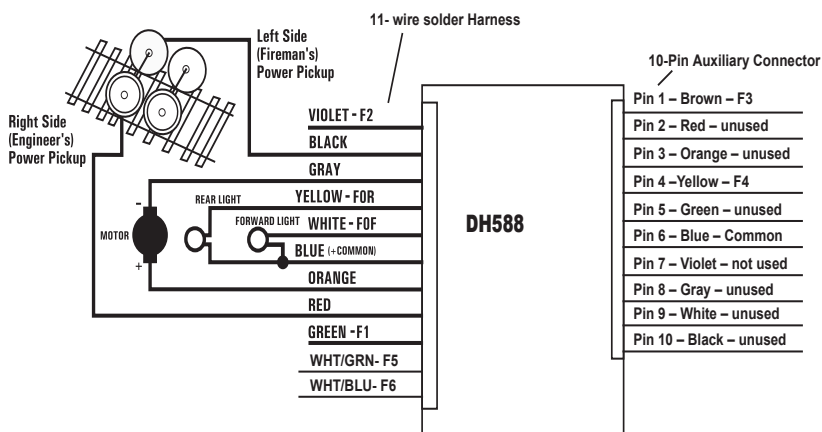 11- wire solder Harness
Left Side
(Fireman's)
Power Pickup
10-Pin Auxiliary Connector
Right Side
(Engineer's)
Power Pickup
VIOLET - F2
BLACK
GRAY
REAR LIGHT
YELLOW - F0R
FORWARD LIGHT
WHITE - F0F
BLUE (+COMMON)
ORANGE
RED
GREEN -F1
WHT/GRN- F5
WHT/BLU- F6
-
MOTOR
+
DH588
Pin 1 – Brown – F3
Pin 2 – Red – unused
Pin 3 – Orange – unused
Pin 4 –Yellow – F4
Pin 5 – Green – unused
Pin 6 – Blue – Common
Pin 7 – Violet – not used
Pin 8 – Gray – unused
Pin 9 – White – unused
Pin 10 – Black – unused